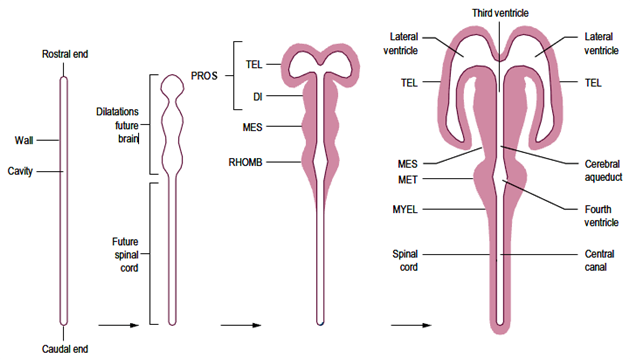 Rostral end
Wall
Cavity
Caudal end
Dilatations
future
brain
Future
spinal
cord
PROS
TEL
DI
MES
RHOMB
Third ventricle
Lateral
ventricle
TEL
MES
MET
MYEL
Spinal
cord
Lateral
ventricle
TEL
Cerebral
aqueduct
Fourth
ventricle
Central
canal